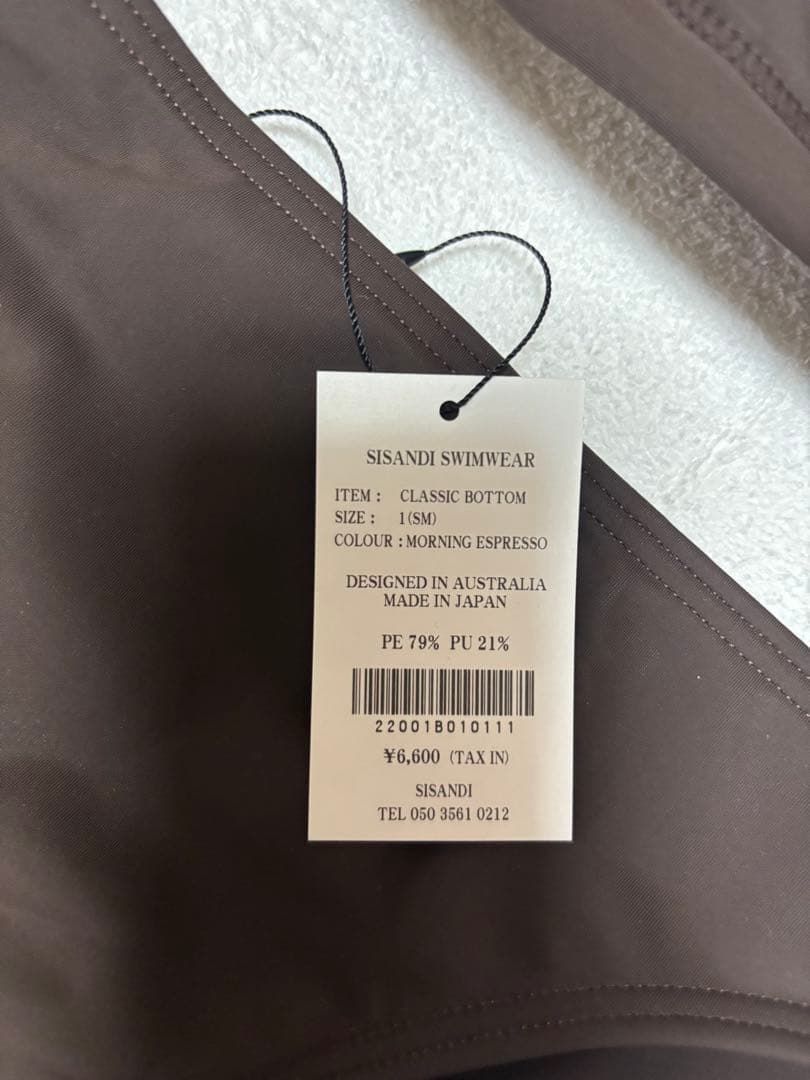 SISANDI SWIMWEAR
ITEM : CLASSIC BOTTOM
SIZE : 1(SM)
COLOUR : MORNING ESPRESSO
DESIGNED IN AUSTRALIA
MADE IN JAPAN
PE 79% PU 21%
22001B010111
¥6,600 (TAX IN)
SISANDI
TEL 050 3561 0212